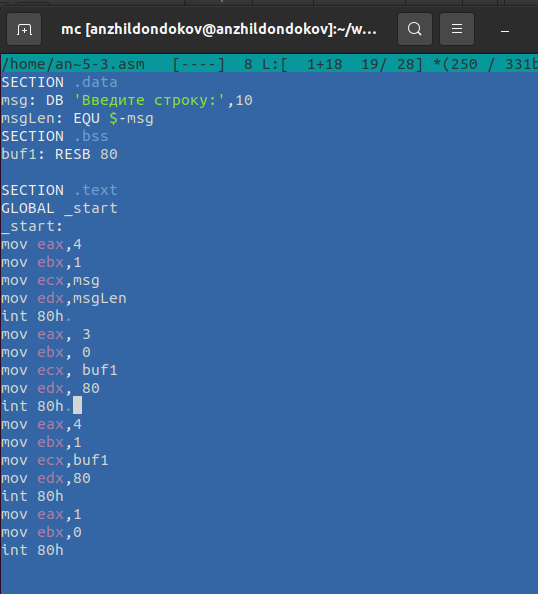 mc [anzhildondokov@anzhildondokov]:~/w...
/home/an~5-3.asm [----] 8 L:[ 1+18 19/ 28] *(250 / 331b
SECTION .data
msg: DB 'Введите строку:',10
msgLen: EQU $-msg
SECTION .bss
buf1: RESB 80
SECTION .text
GLOBAL _start
_start:
mov eax,4
mov ebx,1
mov ecx,msg
mov edx,msgLen
int 80h.
mov eax, 3
mov ebx, 0
mov ecx, buf1
mov edx, 80
int 80h.
mov eax,4
mov ebx,1
mov ecx,buf1
mov edx,80
int 80h
mov eax,1
mov ebx,0
int 80h